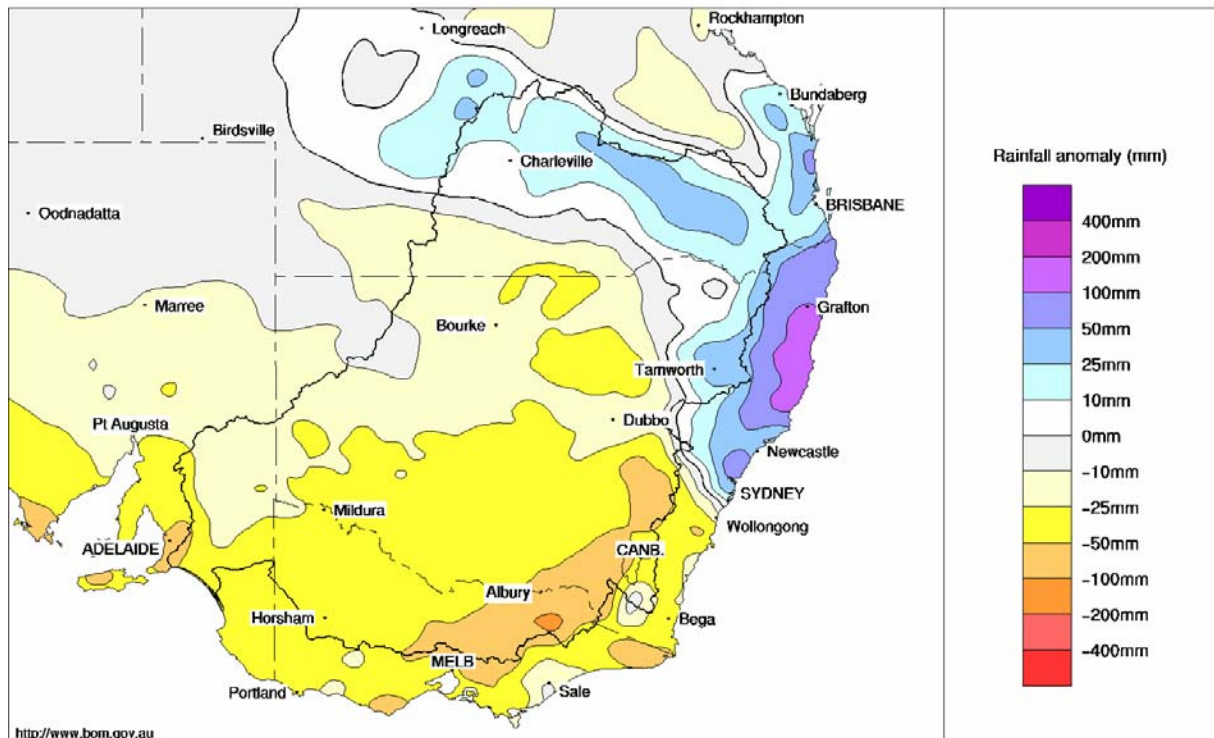 Rockhampton
Longreach
Bundaberg
Birdsville
Charleville
Rainfall anomaly (mm)
Oodnadatta
BRISBANE
400mm
200mm
Marree
Grafton
100mm
Bourke
50mm
25mm
Tamworth
10mm
Pt Augusta
Dubbo
0mm
Newcastle
-10mm
SYDNEY
Mildura
Wollongong
-25mm
ADELAIDE
CANB.
-50mm
-100mm
Albury
Horsham
Bega
-200mm
-400mm
MELB
Portland
Sale
http://www.bom.gov.au